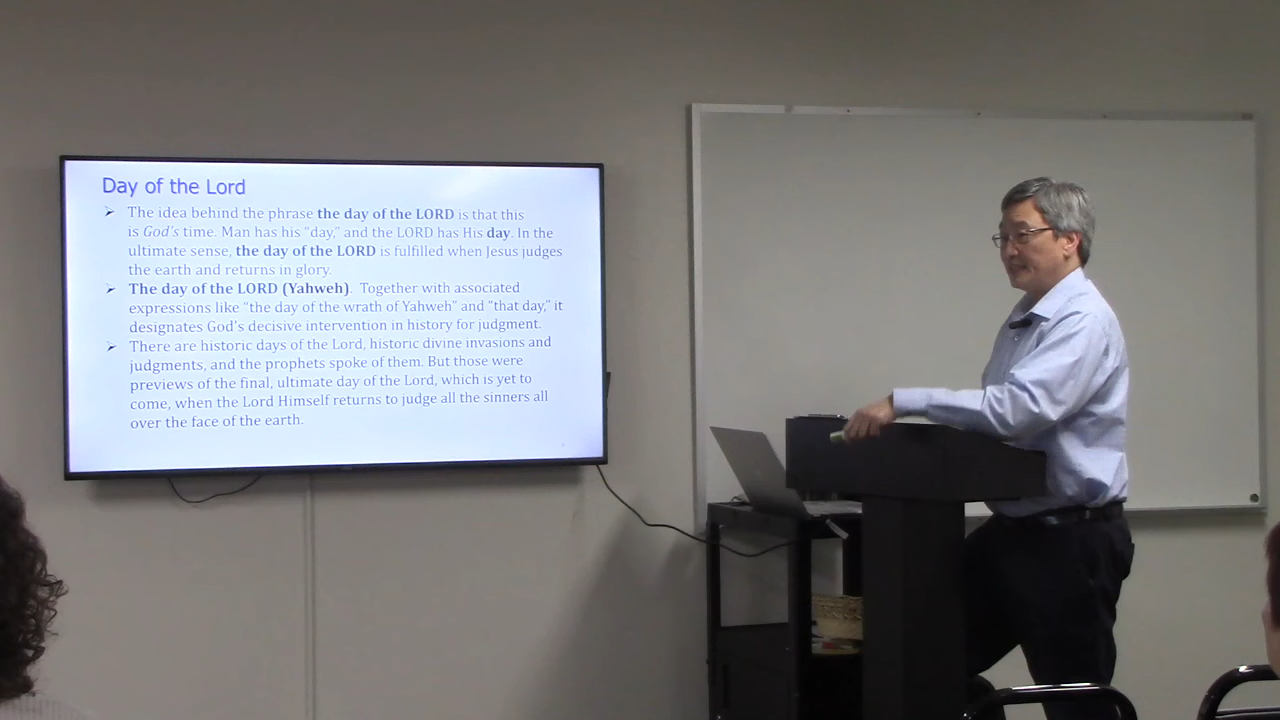 Day of the Lord
➢ The idea behind the phrase the day of the LORD is that this
is God's time. Man has his "day," and the LORD has His day. In the
ultimate sense, the day of the LORD is fulfilled when Jesus judges
the earth and returns in glory.
➢ The day of the LORD (Yahweh). Together with associated
expressions like "the day of the wrath of Yahweh" and "that day," it
designates God's decisive intervention in history for judgment.
➢ There are historic days of the Lord, historic divine invasions and
judgments, and the prophets spoke of them. But those were
previews of the final, ultimate day of the Lord, which is yet to
come, when the Lord Himself returns to judge all the sinners all
over the face of the earth.